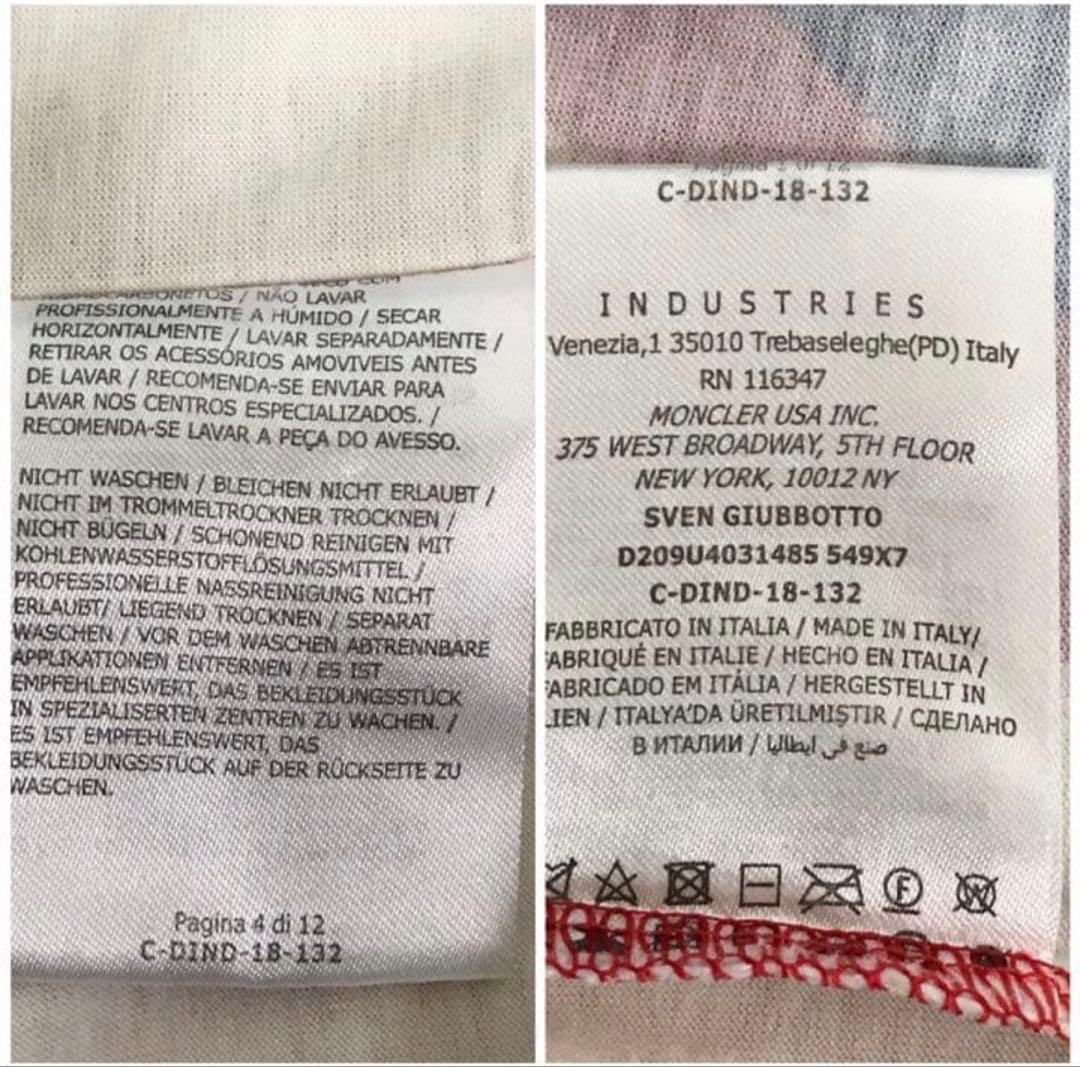 / NÃO LAVAR
PROFISSIONALMENTE A HÚMIDO / SECAR
HORIZONTALMENTE / LAVAR SEPARADAMENTE /
RETIRAR OS ACESSÓRIOS AMOVIVEIS ANTES
DE LAVAR / RECOMENDA-SE ENVIAR PARA
LAVAR NOS CENTROS ESPECIALIZADOS. /
RECOMENDA-SE LAVAR A PEÇA DO AVESSO.
NICHT WASCHEN / BLEICHEN NICHT ERLAUBT /
NICHT IM TROMMELTROCKNER TROCKNEN /
NICHT BÜGELN / SCHONEND REINIGEN MIT
KOHLENWASSERSTOFFLÖSUNGSMITTEL /
PROFESSIONELLE NASSREINIGUNG NICHT
ERLAUBT/ LIEGEND TROCKNEN / SEPARAT
WASCHEN / VOR DEM WASCHEN ABTRENNBARE
APPLIKATIONEN ENTFERNEN / ES IST
EMPFEHLENSWERT, DAS BEKLEIDUNGSSTÜCK
IN SPEZIALISERTEN ZENTREN ZU WACHEN. /
ES IST EMPFEHLENSWERT, DAS
BEKLEIDUNGSSTÜCK AUF DER RÜCKSEITE ZU
WASCHEN.
Pagina 4 di 12
C-DIND-18-132
C-DIND-18-132
INDUSTRIES
Venezia,1 35010 Trebaseleghe(PD) Italy
RN 116347
MONCLER USA INC.
375 WEST BROADWAY, 5TH FLOOR
NEW YORK, 10012 NY
SVEN GIUBBOTTO
D209U4031485 549X7
C-DIND-18-132
FABBRICATO IN ITALIA / MADE IN ITALY/
ABRIQUÉ EN ITALIE / HECHO EN ITALIA /
ABRICADO EM ITÁLIA / HERGESTELLT IN
LIEN / ITALYA'DA ÜRETILMIŞTIR / СДЕЛАНО
В ИТАЛИИ / صنع في ايطاليا
F
W